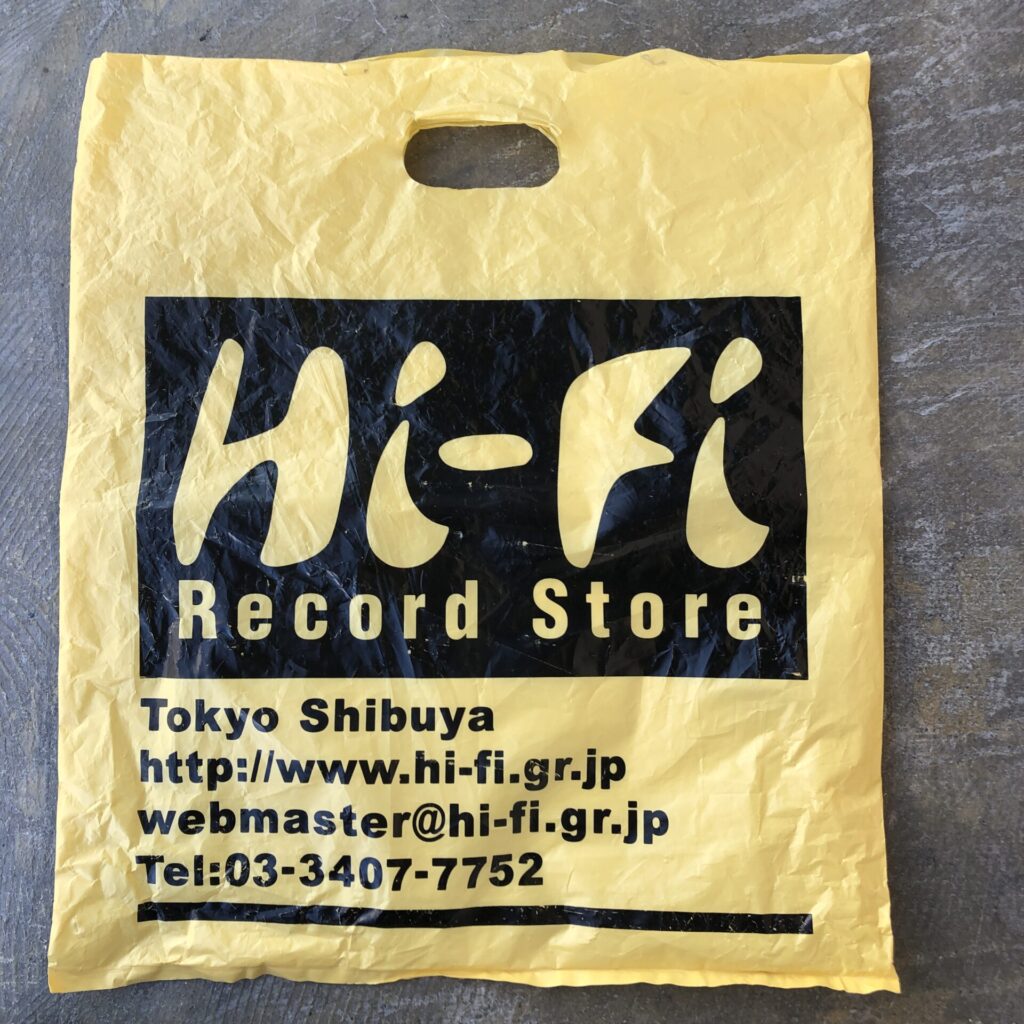 Hi-Fi
Record Store
Tokyo Shibuya
http://www.hi-fi.gr.jp
webmaster@hi-fi.gr.jp
Tel:03-3407-7752